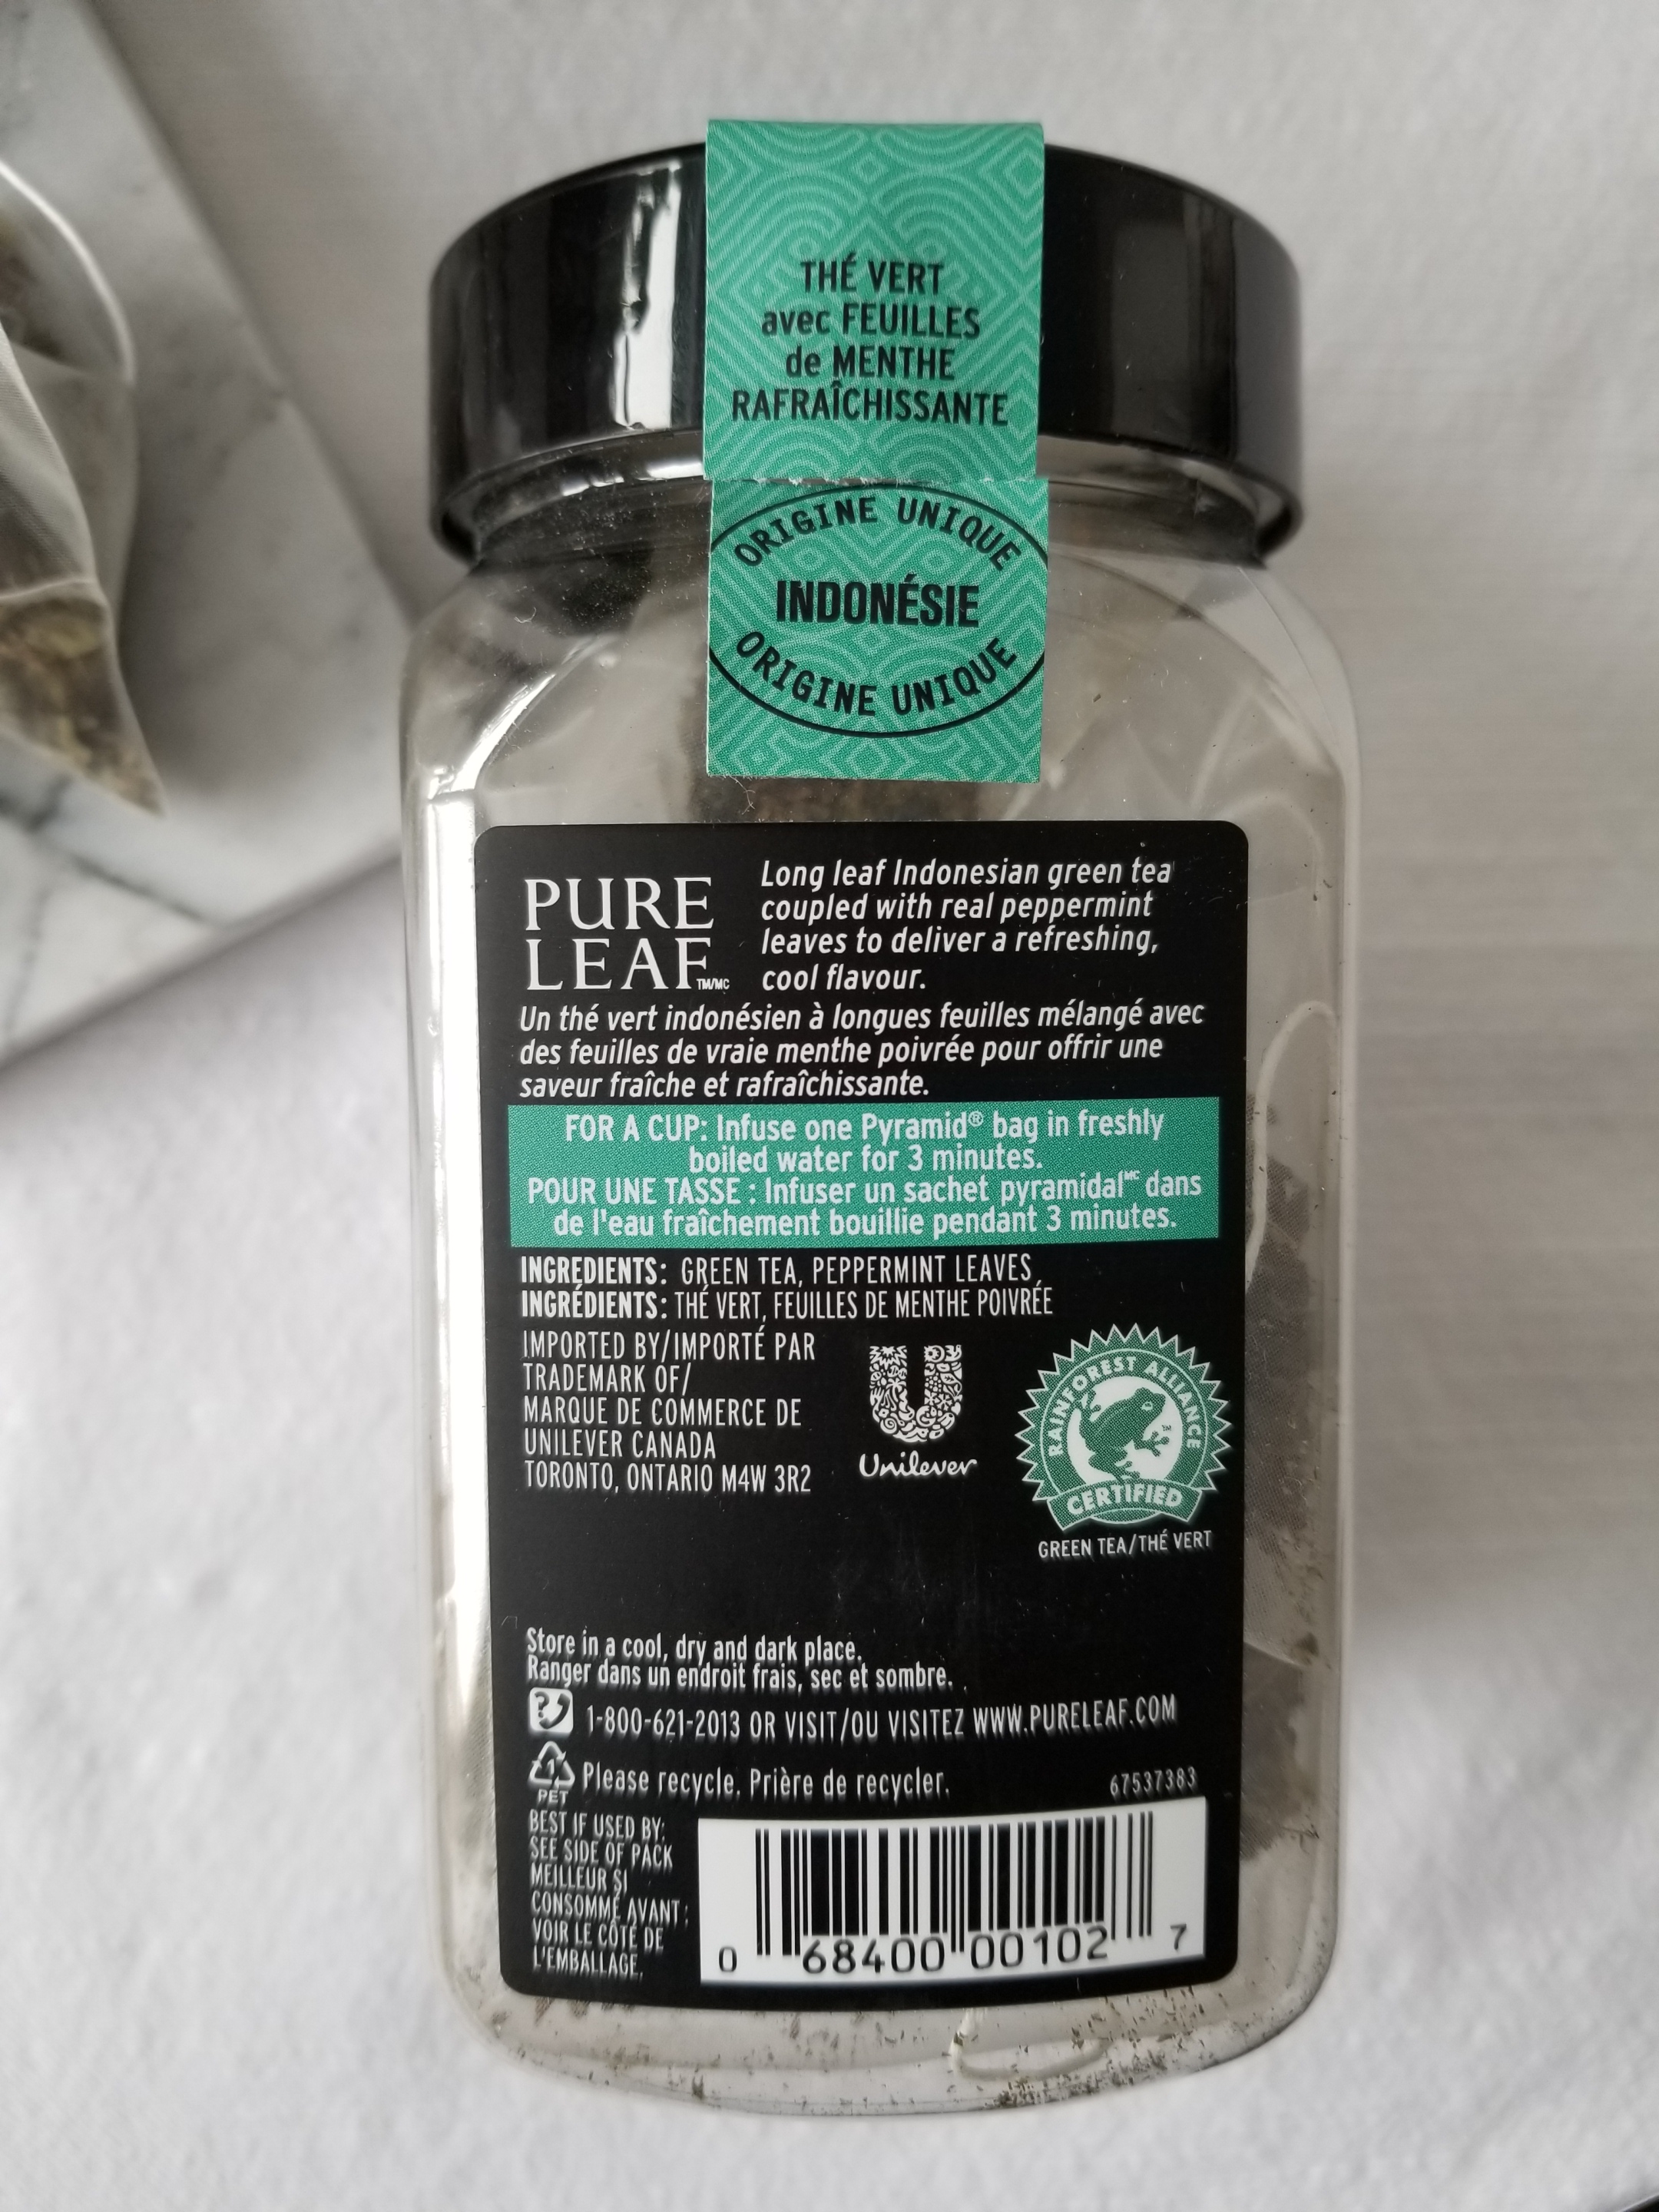 THÉ VERT
avec FEUILLES
de MENTHE
RAFRAÎCHISSANTE
ORIGINE UNIQUE
INDONÉSIE
ORIGINE UNIQUE
PURE
LEAF TM/MC
Long leaf Indonesian green tea
coupled with real peppermint
leaves to deliver a refreshing,
cool flavour.
Un thé vert indonésien à longues feuilles mélangé avec
des feuilles de vraie menthe poivrée pour offrir une
saveur fraîche et rafraîchissante.
FOR A CUP: Infuse one Pyramid® bag in freshly
boiled water for 3 minutes.
POUR UNE TASSE : Infuser un sachet pyramidal MC dans
de l'eau fraîchement bouillie pendant 3 minutes.
INGREDIENTS: GREEN TEA, PEPPERMINT LEAVES
INGRÉDIENTS: THÉ VERT, FEUILLES DE MENTHE POIVRÉE
IMPORTED BY/IMPORTÉ PAR
TRADEMARK OF/
MARQUE DE COMMERCE DE
UNILEVER CANADA
TORONTO, ONTARIO M4W 3R2
Unilever
RAINFOREST ALLIANCE
TM
CERTIFIED
GREEN TEA/THÉ VERT
Store in a cool, dry and dark place.
Ranger dans un endroit frais, sec et sombre.
1-800-621-2013 OR VISIT/OU VISITEZ WWW.PURELEAF.COM
1
PET
Please recycle. Prière de recycler.
67537383
BEST IF USED BY:
SEE SIDE OF PACK
MEILLEUR SI
CONSOMMÉ AVANT :
VOIR LE CÔTÉ DE
L'EMBALLAGE.
0 68400 00102 7